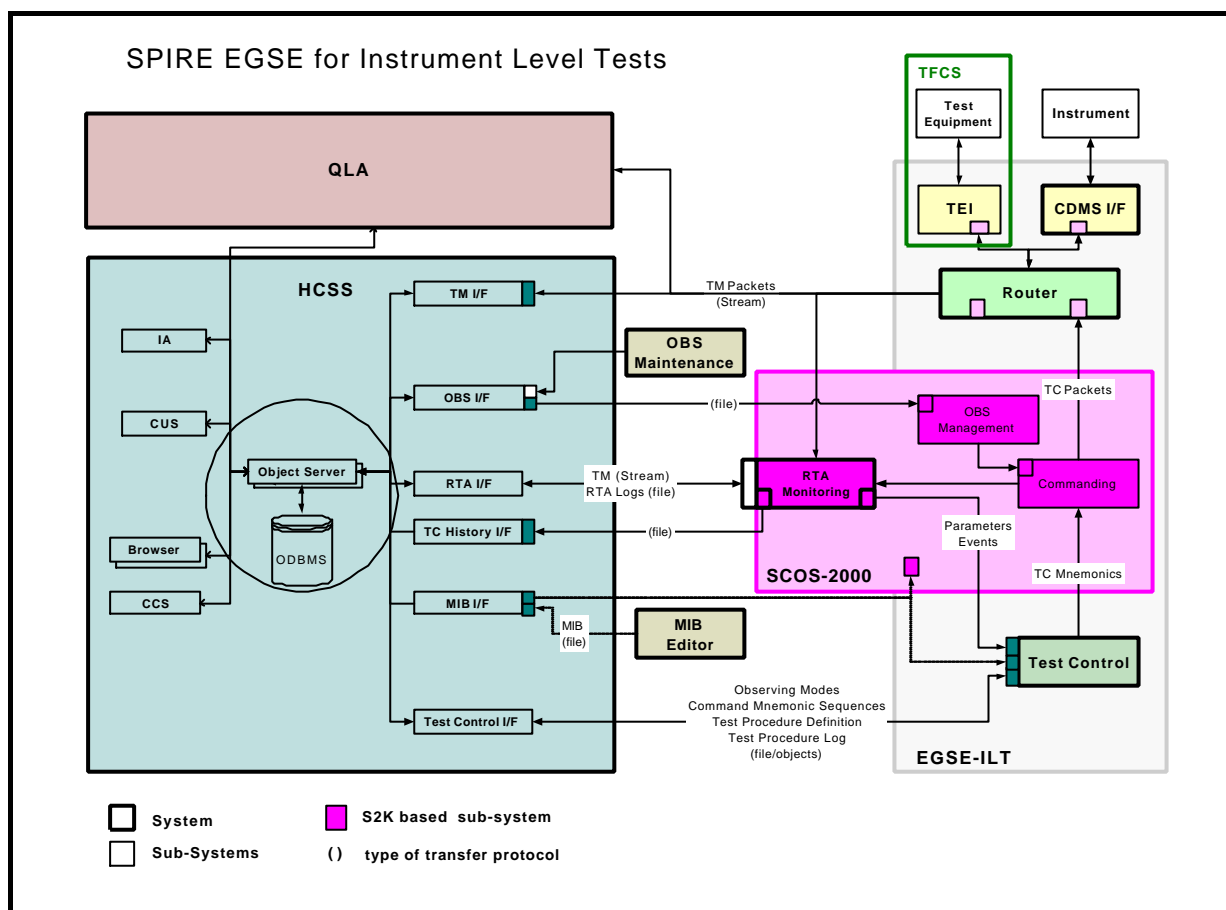 SPIRE EGSE for Instrument Level Tests
TFCS
Test
Equipment
Instrument
QLA
TEI
CDMS I/F
HCSS
TM I/F
TM Packets
(Stream)
Router
IA
OBS
Maintenance
OBS I/F
(file)
TC Packets
CUS
OBS
Management
Object Server
RTA I/F
TM (Stream)
RTA Logs (file)
RTA
Monitoring
Commanding
TC History I/F
(file)
Parameters
Events
Browser
ODBMS
SCOS-2000
TC Mnemonics
CCS
MIB I/F
MIB
(file)
MIB
Editor
Test Control
Test Control I/F
Observing Modes
Command Mnemonic Sequences
Test Procedure Definition
Test Procedure Log
(file/objects)
EGSE-ILT
System
S2K based sub-system
Sub-Systems
( ) type of transfer protocol